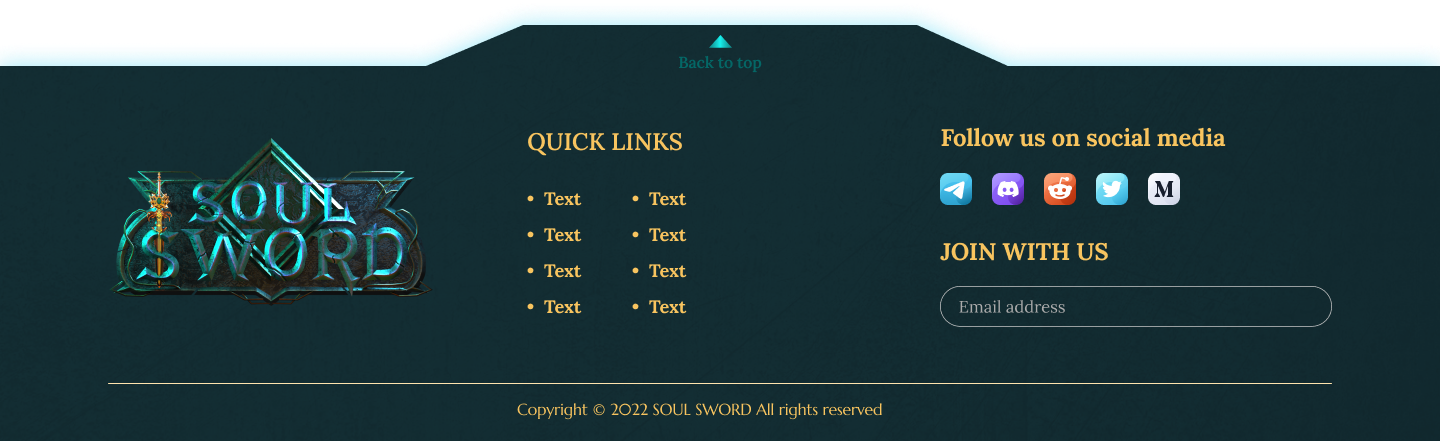 Back to top
SOUL
SWORD
QUICK LINKS
• Text
• Text
• Text
• Text
• Text
• Text
• Text
• Text
Follow us on social media
M
JOIN WITH US
Email address
Copyright © 2022 SOUL SWORD All rights reserved